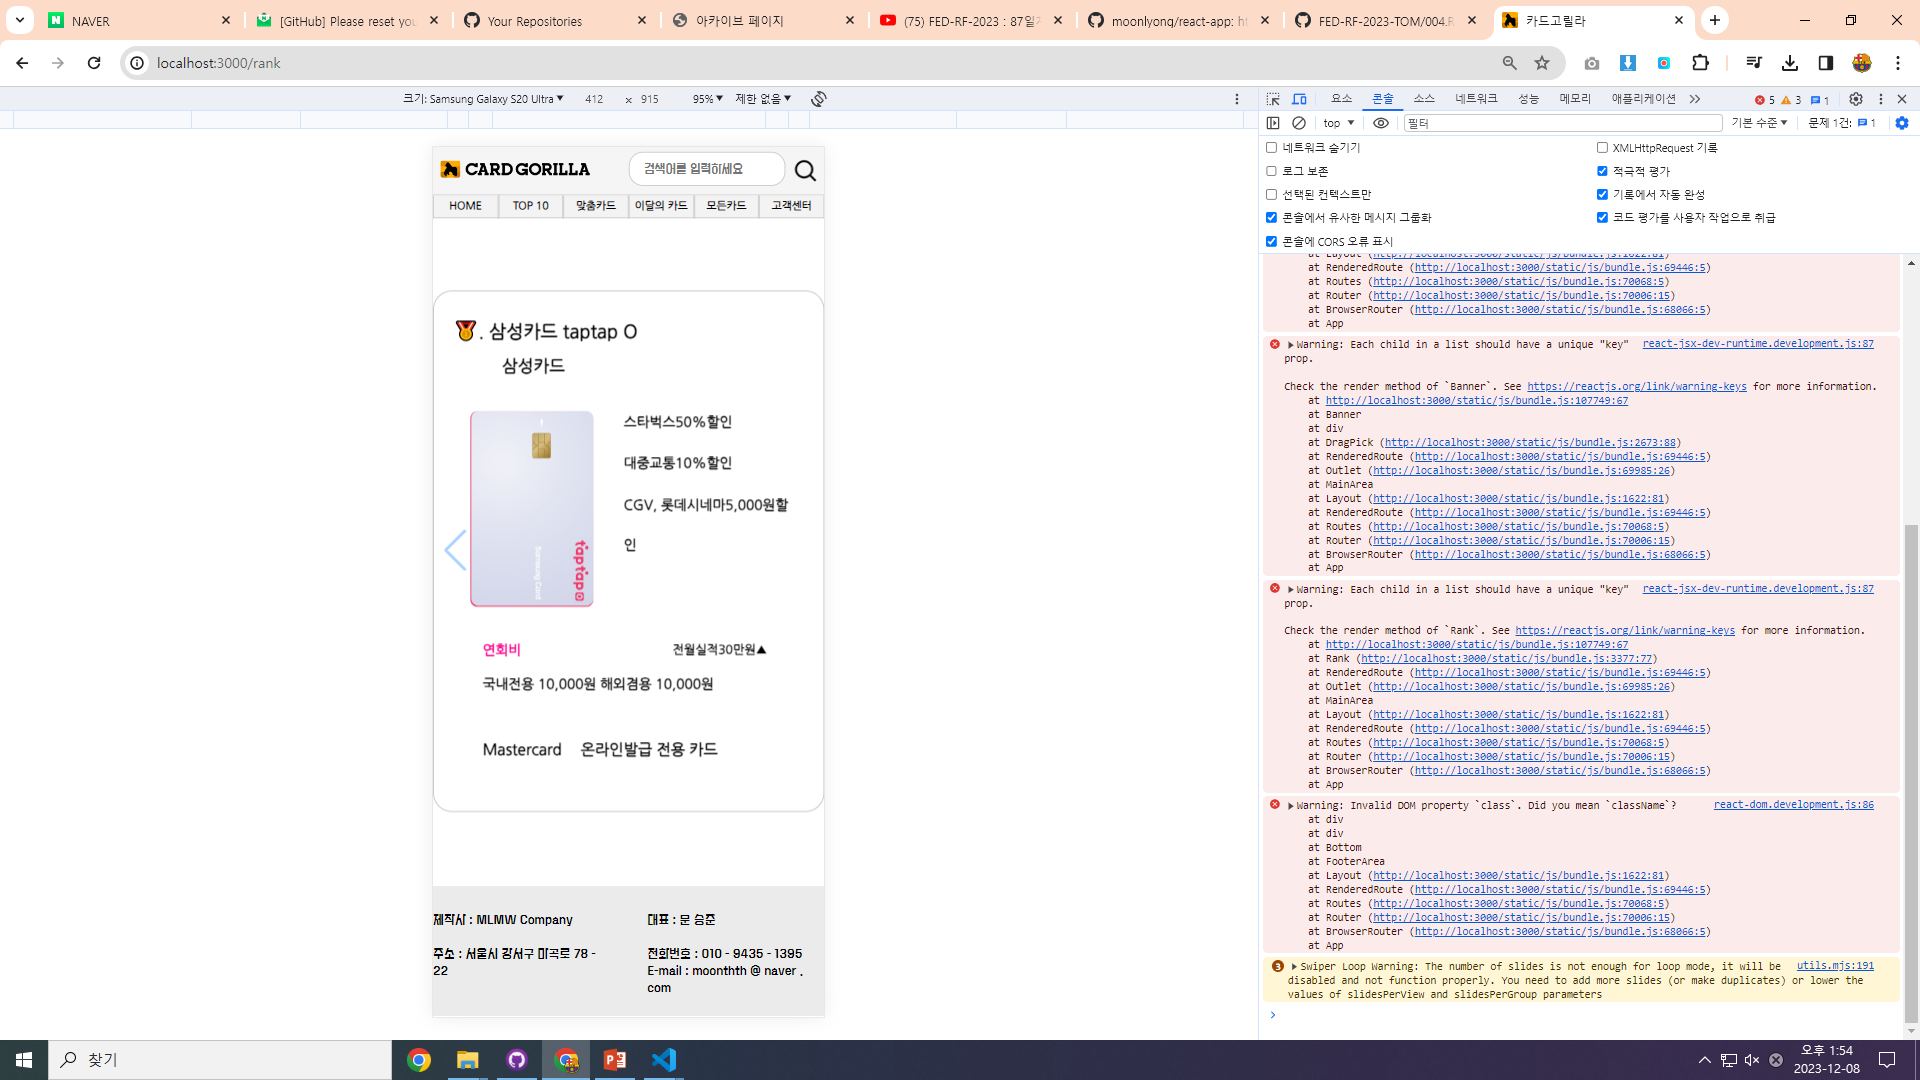 NAVER
[GitHub] Please reset you
Your Repositories
아카이브 페이지
(75) FED-RF-2023 : 87일
moonlyong/react-app: ht
FED-RF-2023-TOM/004.R
카드고릴라
localhost:3000/rank
크기: Samsung Galaxy S20 Ultra ▼ 412 x 915 95% ▼ 제한 없음 ▼
CARD GORILLA
검색어를 입력하세요
HOME
TOP 10
맞춤카드
이달의 카드
모든카드
고객센터
🏅. 삼성카드 taptap O
삼성카드
스타벅스50%할인
대중교통10%할인
CGV, 롯데시네마5,000원할
인
Samsung Card
taptap O
연회비
전월실적30만원▲
국내전용 10,000원 해외겸용 10,000원
Mastercard 온라인발급 전용 카드
제작사 : MLMW Company
대표 : 문 승준
주소 : 서울시 강서구 마곡로 78 -
22
전화번호 : 010 - 9435 - 1395
E-mail : moonthth @ naver .
com
요소 콘솔 소스 네트워크 성능 메모리 애플리케이션 5 3 1
top ▼ 필터 기본 수준 ▼ 문제 1건: 1
네트워크 숨기기
XMLHttpRequest 기록
로그 보존
적극적 평가
선택된 컨텍스트만
기록에서 자동 완성
콘솔에서 유사한 메시지 그룹화
코드 평가를 사용자 작업으로 취급
콘솔에 CORS 오류 표시
at Layout (http://localhost:3000/static/js/bundle.js:1622:81)
at RenderedRoute (http://localhost:3000/static/js/bundle.js:69446:5)
at Routes (http://localhost:3000/static/js/bundle.js:70068:5)
at Router (http://localhost:3000/static/js/bundle.js:70006:15)
at BrowserRouter (http://localhost:3000/static/js/bundle.js:68066:5)
at App
Warning: Each child in a list should have a unique "key" react-jsx-dev-runtime.development.js:87
prop.
Check the render method of `Banner`. See https://reactjs.org/link/warning-keys for more information.
at http://localhost:3000/static/js/bundle.js:107749:67
at Banner
at div
at DragPick (http://localhost:3000/static/js/bundle.js:2673:88)
at RenderedRoute (http://localhost:3000/static/js/bundle.js:69446:5)
at Outlet (http://localhost:3000/static/js/bundle.js:69985:26)
at MainArea
at Layout (http://localhost:3000/static/js/bundle.js:1622:81)
at RenderedRoute (http://localhost:3000/static/js/bundle.js:69446:5)
at Routes (http://localhost:3000/static/js/bundle.js:70068:5)
at Router (http://localhost:3000/static/js/bundle.js:70006:15)
at BrowserRouter (http://localhost:3000/static/js/bundle.js:68066:5)
at App
Warning: Each child in a list should have a unique "key" react-jsx-dev-runtime.development.js:87
prop.
Check the render method of `Rank`. See https://reactjs.org/link/warning-keys for more information.
at http://localhost:3000/static/js/bundle.js:107749:67
at Rank (http://localhost:3000/static/js/bundle.js:3377:77)
at RenderedRoute (http://localhost:3000/static/js/bundle.js:69446:5)
at Outlet (http://localhost:3000/static/js/bundle.js:69985:26)
at MainArea
at Layout (http://localhost:3000/static/js/bundle.js:1622:81)
at RenderedRoute (http://localhost:3000/static/js/bundle.js:69446:5)
at Routes (http://localhost:3000/static/js/bundle.js:70068:5)
at Router (http://localhost:3000/static/js/bundle.js:70006:15)
at BrowserRouter (http://localhost:3000/static/js/bundle.js:68066:5)
at App
Warning: Invalid DOM property `class`. Did you mean `className`? react-dom.development.js:86
at div
at div
at Bottom
at FooterArea
at Layout (http://localhost:3000/static/js/bundle.js:1622:81)
at RenderedRoute (http://localhost:3000/static/js/bundle.js:69446:5)
at Routes (http://localhost:3000/static/js/bundle.js:70068:5)
at Router (http://localhost:3000/static/js/bundle.js:70006:15)
at BrowserRouter (http://localhost:3000/static/js/bundle.js:68066:5)
at App
3 Swiper Loop Warning: The number of slides is not enough for loop mode, it will be utils.mjs:191
disabled and not function properly. You need to add more slides (or make duplicates) or lower the
values of slidesPerView and slidesPerGroup parameters
찾기
오후 1:54
2023-12-08